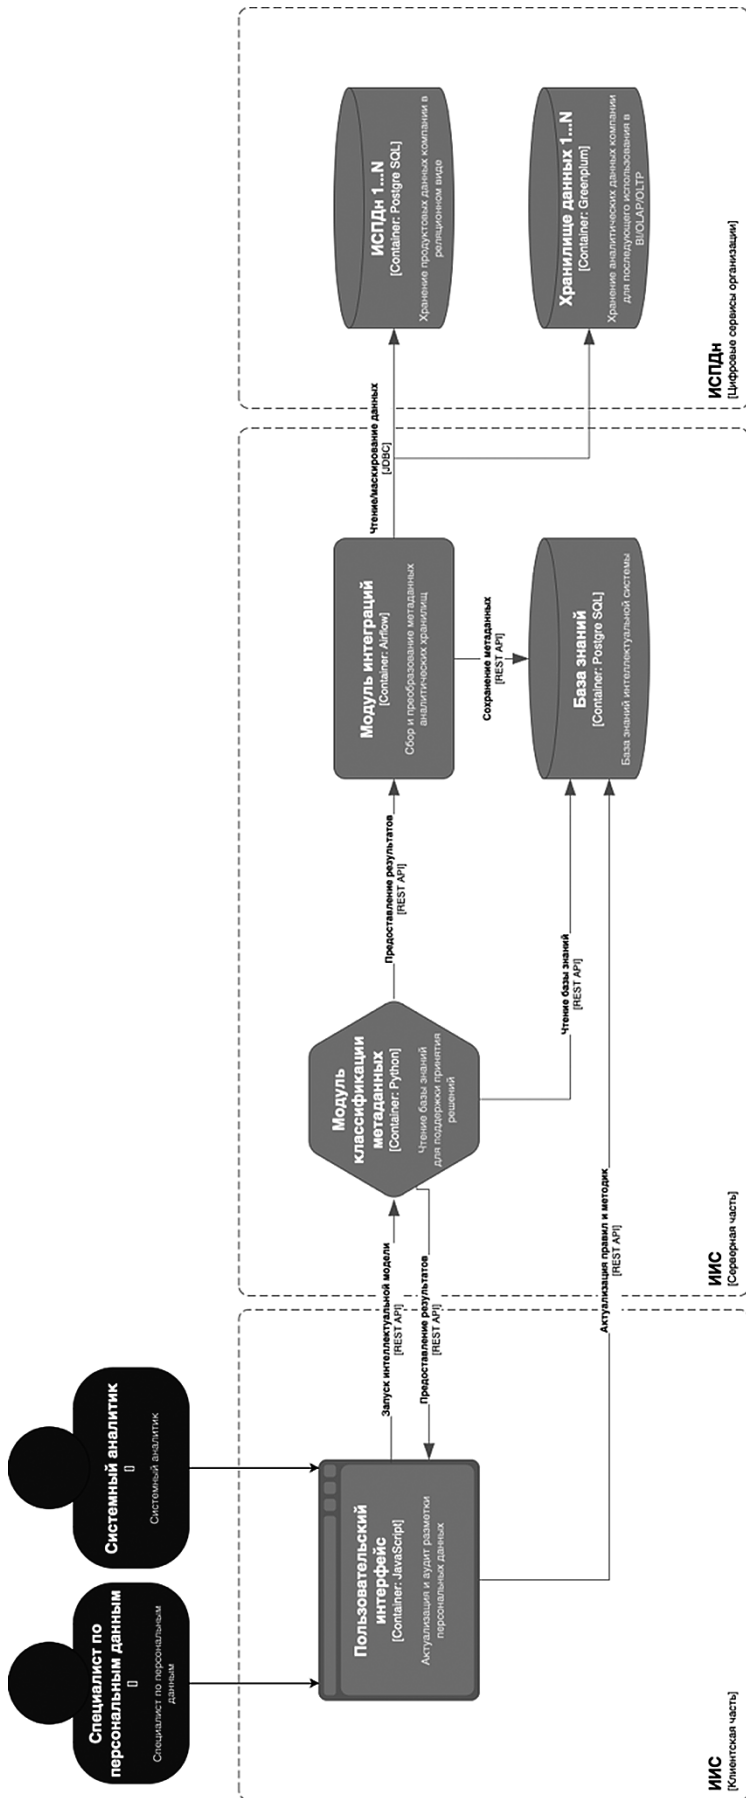 Специалист по
персональным данным
[]
Специалист по персональным
данным
Системный аналитик
[]
Системный аналитик
Пользовательский
интерфейс
[Container: JavaScript]
Актуализация и аудит разметки
персональных данных
ИИС
[Клиентская часть]
Запуск интеллектуальной модели
[REST API]
Предоставление результатов
[REST API]
Актуализация правил и методик
[REST API]
Модуль
классификации
метаданных
[Container: Python]
Чтение базы знаний
для поддержки принятия
решений
Предоставление результатов
[REST API]
Чтение базы знаний
[REST API]
Модуль интеграций
[Container: Airflow]
Сбор и преобразование метаданных
аналитических хранилищ
Сохранение метаданных
[REST API]
База знаний
[Container: Postgre SQL]
База знаний интеллектуальной системы
ИИС
[Серверная часть]
Чтение/маскирование данных
[JDBC]
ИСПДн 1...N
[Container: Postgre SQL]
Хранение продуктовых данных компании в
реляционном виде
Хранилище данных 1...N
[Container: Greenplum]
Хранение аналитических данных компании
для последующего использования в
BI/OLAP/OLTP
ИСПДн
[Цифровые сервисы организации]